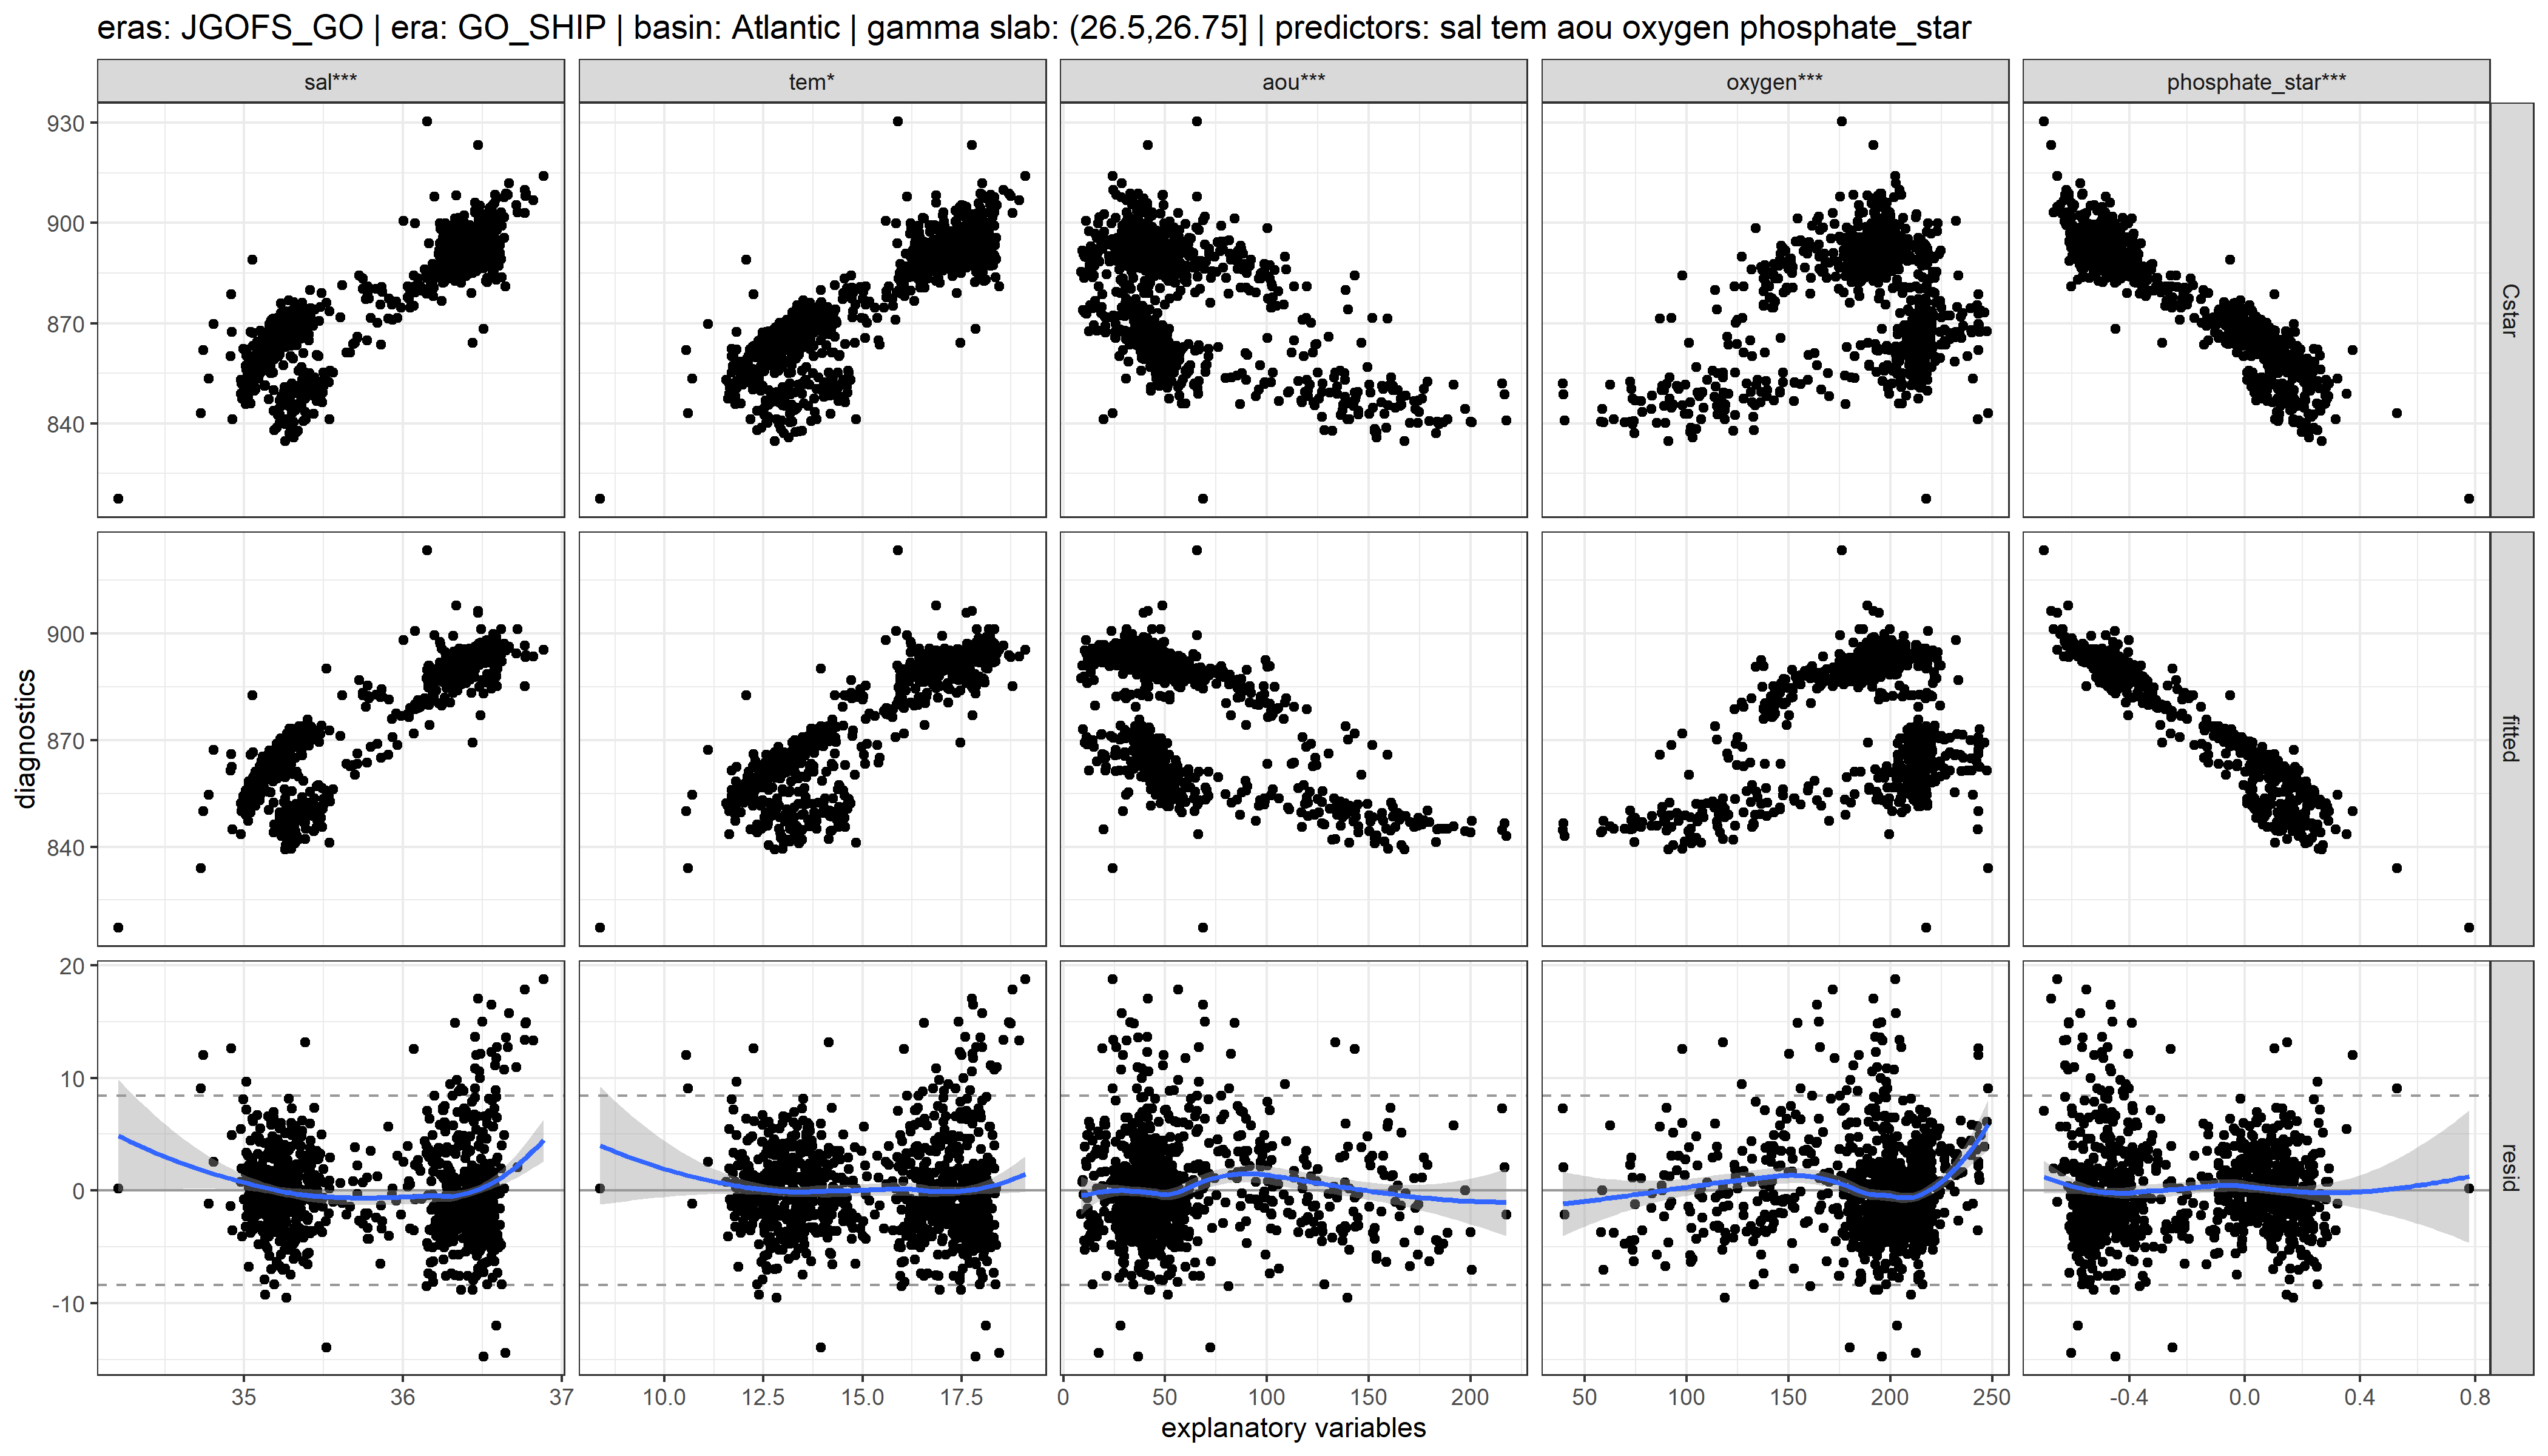 eras: JGOFS_GO | era: GO_SHIP | basin: Atlantic | gamma slab: (26.5,26.75] | predictors: sal tem aou oxygen phosphate_star
sal*** tem* aou*** oxygen*** phosphate_star***
930
900
870
840
Cstar
900
870
840
fitted
diagnostics
20
10
0
-10
resid
35 36 37 10.0 12.5 15.0 17.5 0 50 100 150 200 50 100 150 200 250 -0.4 0.0 0.4 0.8
explanatory variables